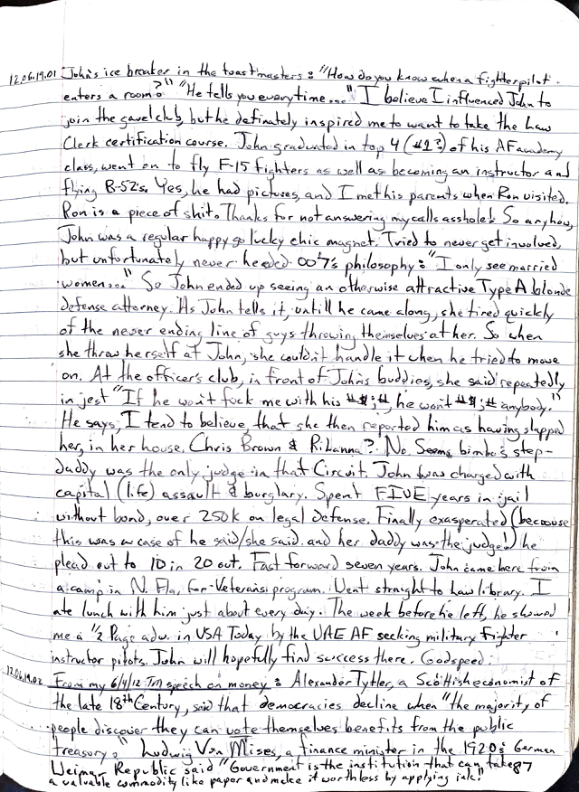 12.06.19.01 John's ice breaker in the toastmasters: "How do you know when a fighter pilot
enters a room?" "He tells you everytime..." I believe I influenced John to
join the gavel club, but he definately inspired me to want to take the Law
Clerk certification course. John graduated in top 4 (#2?) of his AF academy
class, went on to fly F-15 fighters as well as becoming an instructor and
flying B-52s. Yes, he had pictures, and I met his parents when Ron visited.
Ron is a piece of shit. Thanks for not answering my calls asshole! So anyhow,
John was a regular happy go lucky chic magnet. Tried to never get involved,
but unfortunately never heeded 007's philosophy: "I only see married
women..." So John ended up seeing an otherwise attractive Type A blonde
defense attorney. As John tells it, untill he came along, she tired quickly
of the never ending line of guys throwing themselves at her. So when
she threw herself at John, she couldn't handle it when he tried to move
on. At the officer's club, in front of John's buddies, she said repeatedly
in jest "If he won't fuck me with his ##;#, he wont ##;# anybody."
He says, I tend to believe, that she then reported him as having slapped
her, in her house. Chris Brown & Rihanna? No. Seems bimbo's step-
daddy was the only judge in that Circuit. John was charged with
capital (life) assault & burglary. Spent FIVE years in jail
without bond, over 250k on legal defense. Finally exasperated (because
this was a case of he said/she said and her daddy was the judge!) he
plead out to 10 in 20 out. Fast forward seven years. John came here from
a camp in N. Fla, for Veterans program. Went straight to Law library. I
ate lunch with him just about every day. The week before he left, he showed
me a 1/2 Page adv. in USA Today by the UAE AF seeking military Fighter
instructor pilots. John will hopefully find success there. Godspeed.
12.06.19.02 From my 6/4/12 TM speech on money: Alexander Tytler, a Scottish economist of
the late 18th Century, said that democracies decline when "the majority of
people discover they can vote themselves benefits from the public
treasury." Ludwig Von Mises, a finance minister in the 1920s German
Weimar Republic said "Government is the institution that can take 87
a valuable commodity like paper and make it worthless by applying ink."